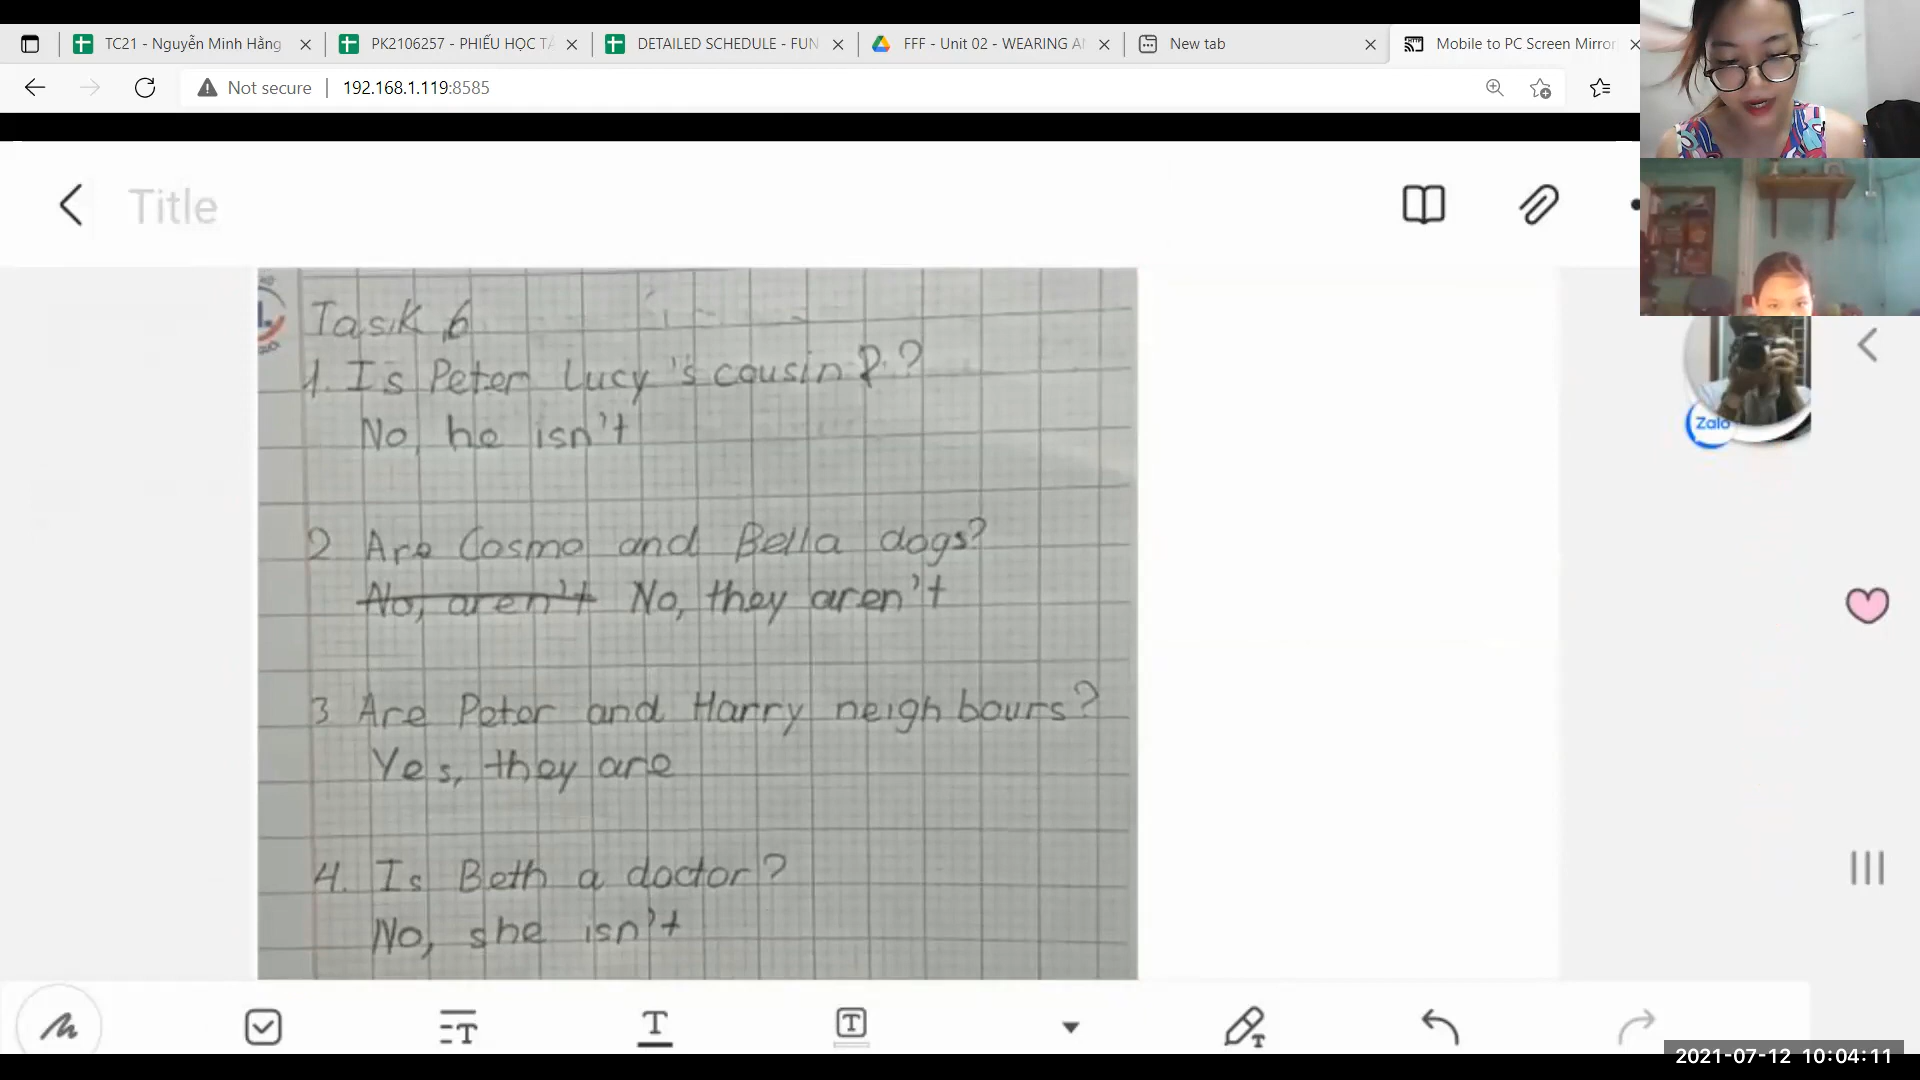 TC21 - Nguyễn Minh Hằng
PK2106257 - PHIẾU HỌC TẬ
DETAILED SCHEDULE - FUN
FFF - Unit 02 - WEARING AN
New tab
Mobile to PC Screen Mirror
Not secure
192.168.1.119:8585
Title
Task 6
1. Is Peter Lucy's cousin ?
No, he isn't
2 Are Cosmo and Bella dogs?
No, aren't No, they aren't
3 Are Peter and Harry neighbours?
Yes, they are
4. Is Beth a doctor?
No, she isn't
Zalo
2021-07-12 10:04:11